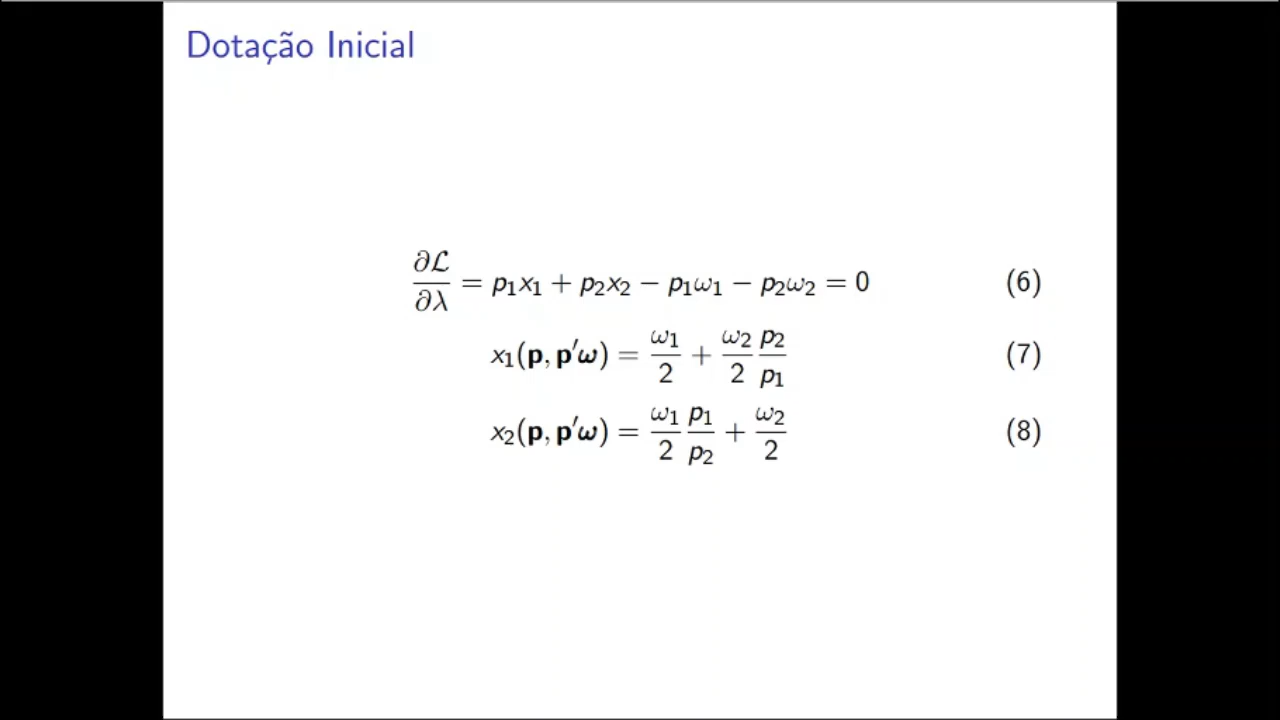 Dotação Inicial
∂ℒ/∂λ = p₁x₁ + p₂x₂ − p₁ω₁ − p₂ω₂ = 0 (6)
x₁(𝐩, 𝐩′𝛚) = ω₁/2 + ω₂/2 p₂/p₁ (7)
x₂(𝐩, 𝐩′𝛚) = ω₁/2 p₁/p₂ + ω₂/2 (8)